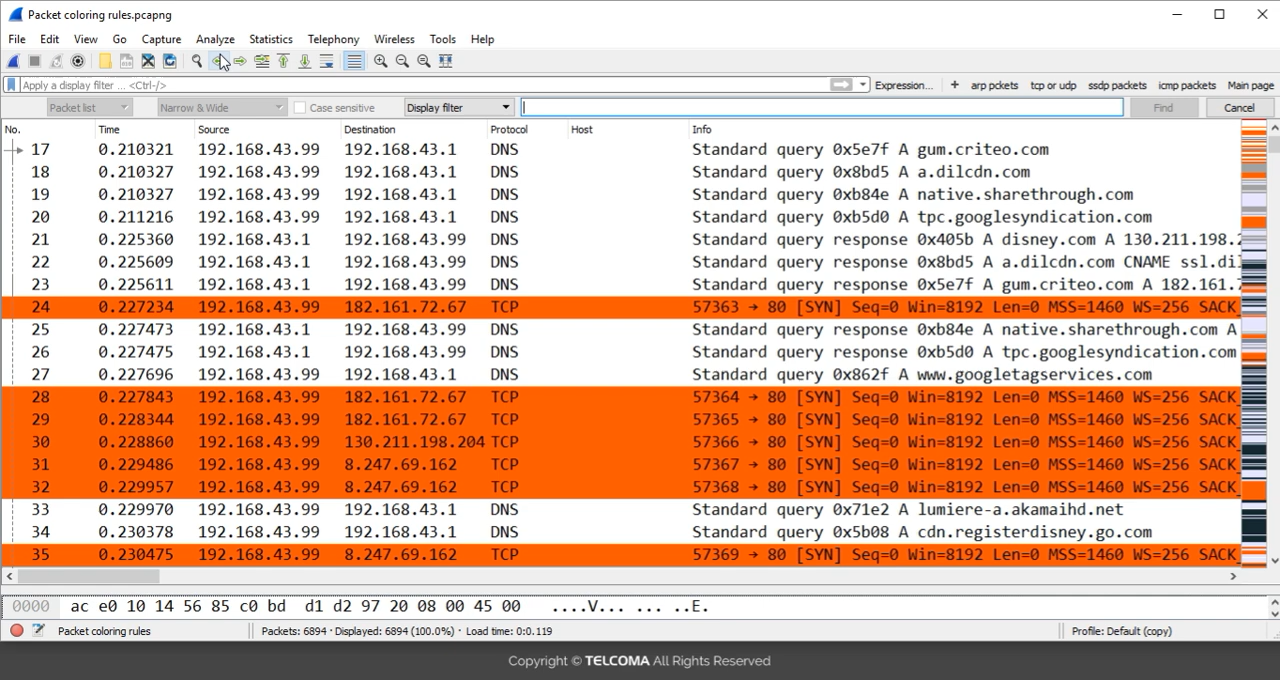 Packet coloring rules.pcapng
File Edit View Go Capture Analyze Statistics Telephony Wireless Tools Help
Apply a display filter ... <Ctrl-/> Expression... + arp pckets tcp or udp ssdp packets icmp packets Main page
Packet list Narrow & Wide Case sensitive Display filter Find Cancel
No. Time Source Destination Protocol Host Info
17 0.210321 192.168.43.99 192.168.43.1 DNS Standard query 0x5e7f A gum.criteo.com
18 0.210327 192.168.43.99 192.168.43.1 DNS Standard query 0x8bd5 A a.dilcdn.com
19 0.210327 192.168.43.99 192.168.43.1 DNS Standard query 0xb84e A native.sharethrough.com
20 0.211216 192.168.43.99 192.168.43.1 DNS Standard query 0xb5d0 A tpc.googlesyndication.com
21 0.225360 192.168.43.1 192.168.43.99 DNS Standard query response 0x405b A disney.com A 130.211.198.2
22 0.225609 192.168.43.1 192.168.43.99 DNS Standard query response 0x8bd5 A a.dilcdn.com CNAME ssl.dil
23 0.225611 192.168.43.1 192.168.43.99 DNS Standard query response 0x5e7f A gum.criteo.com A 182.161.7
24 0.227234 192.168.43.99 182.161.72.67 TCP 57363 → 80 [SYN] Seq=0 Win=8192 Len=0 MSS=1460 WS=256 SACK_
25 0.227473 192.168.43.1 192.168.43.99 DNS Standard query response 0xb84e A native.sharethrough.com A
26 0.227475 192.168.43.1 192.168.43.99 DNS Standard query response 0xb5d0 A tpc.googlesyndication.com
27 0.227696 192.168.43.99 192.168.43.1 DNS Standard query 0x862f A www.googletagservices.com
28 0.227843 192.168.43.99 182.161.72.67 TCP 57364 → 80 [SYN] Seq=0 Win=8192 Len=0 MSS=1460 WS=256 SACK_
29 0.228344 192.168.43.99 182.161.72.67 TCP 57365 → 80 [SYN] Seq=0 Win=8192 Len=0 MSS=1460 WS=256 SACK_
30 0.228860 192.168.43.99 130.211.198.204 TCP 57366 → 80 [SYN] Seq=0 Win=8192 Len=0 MSS=1460 WS=256 SACK_
31 0.229486 192.168.43.99 8.247.69.162 TCP 57367 → 80 [SYN] Seq=0 Win=8192 Len=0 MSS=1460 WS=256 SACK_
32 0.229957 192.168.43.99 8.247.69.162 TCP 57368 → 80 [SYN] Seq=0 Win=8192 Len=0 MSS=1460 WS=256 SACK_
33 0.229970 192.168.43.99 192.168.43.1 DNS Standard query 0x71e2 A lumiere-a.akamaihd.net
34 0.230378 192.168.43.99 192.168.43.1 DNS Standard query 0x5b08 A cdn.registerdisney.go.com
35 0.230475 192.168.43.99 8.247.69.162 TCP 57369 → 80 [SYN] Seq=0 Win=8192 Len=0 MSS=1460 WS=256 SACK_
0000 ac e0 10 14 56 85 c0 bd d1 d2 97 20 08 00 45 00 ....V... ... ..E.
Packet coloring rules Packets: 6894 · Displayed: 6894 (100.0%) · Load time: 0:0.119 Profile: Default (copy)
Copyright © TELCOMA All Rights Reserved